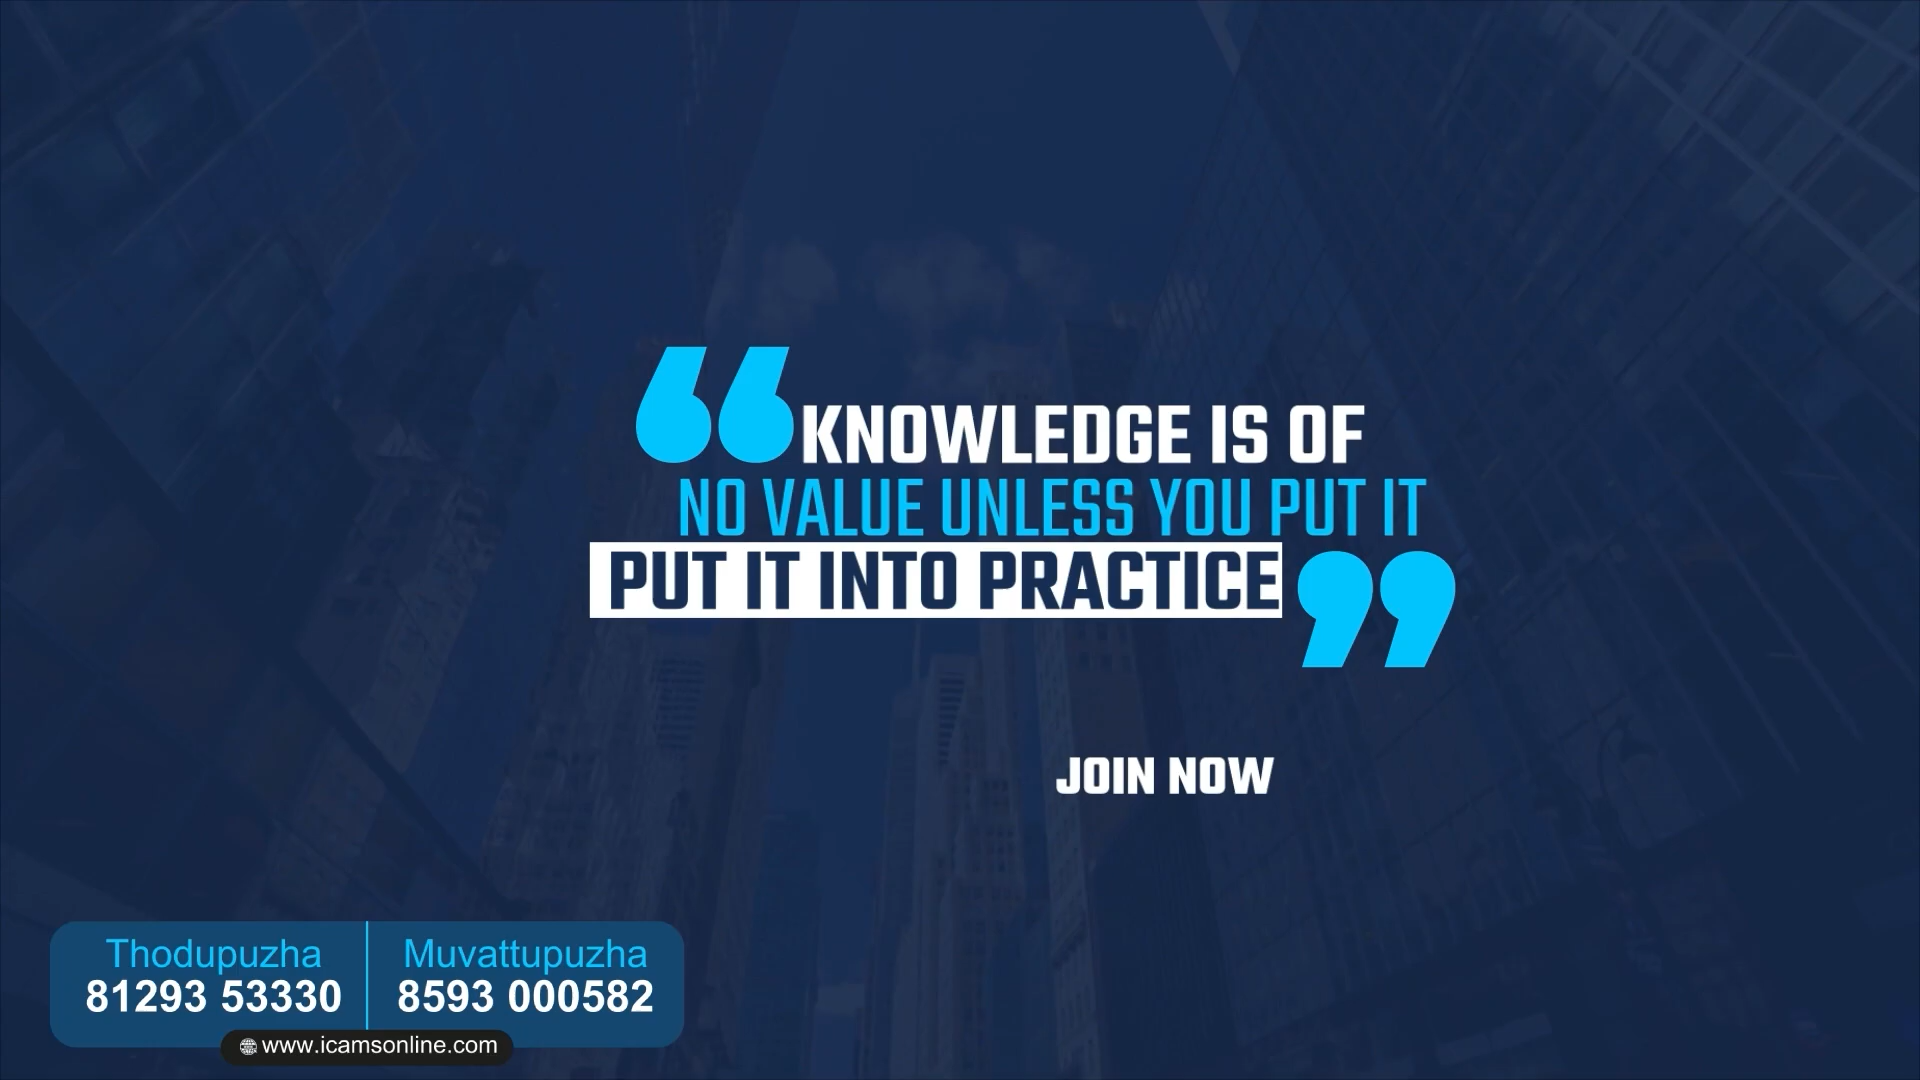 “KNOWLEDGE IS OF
NO VALUE UNLESS YOU PUT IT
PUT IT INTO PRACTICE”
JOIN NOW
Thodupuzha
81293 53330
Muvattupuzha
8593 000582
www.icamsonline.com